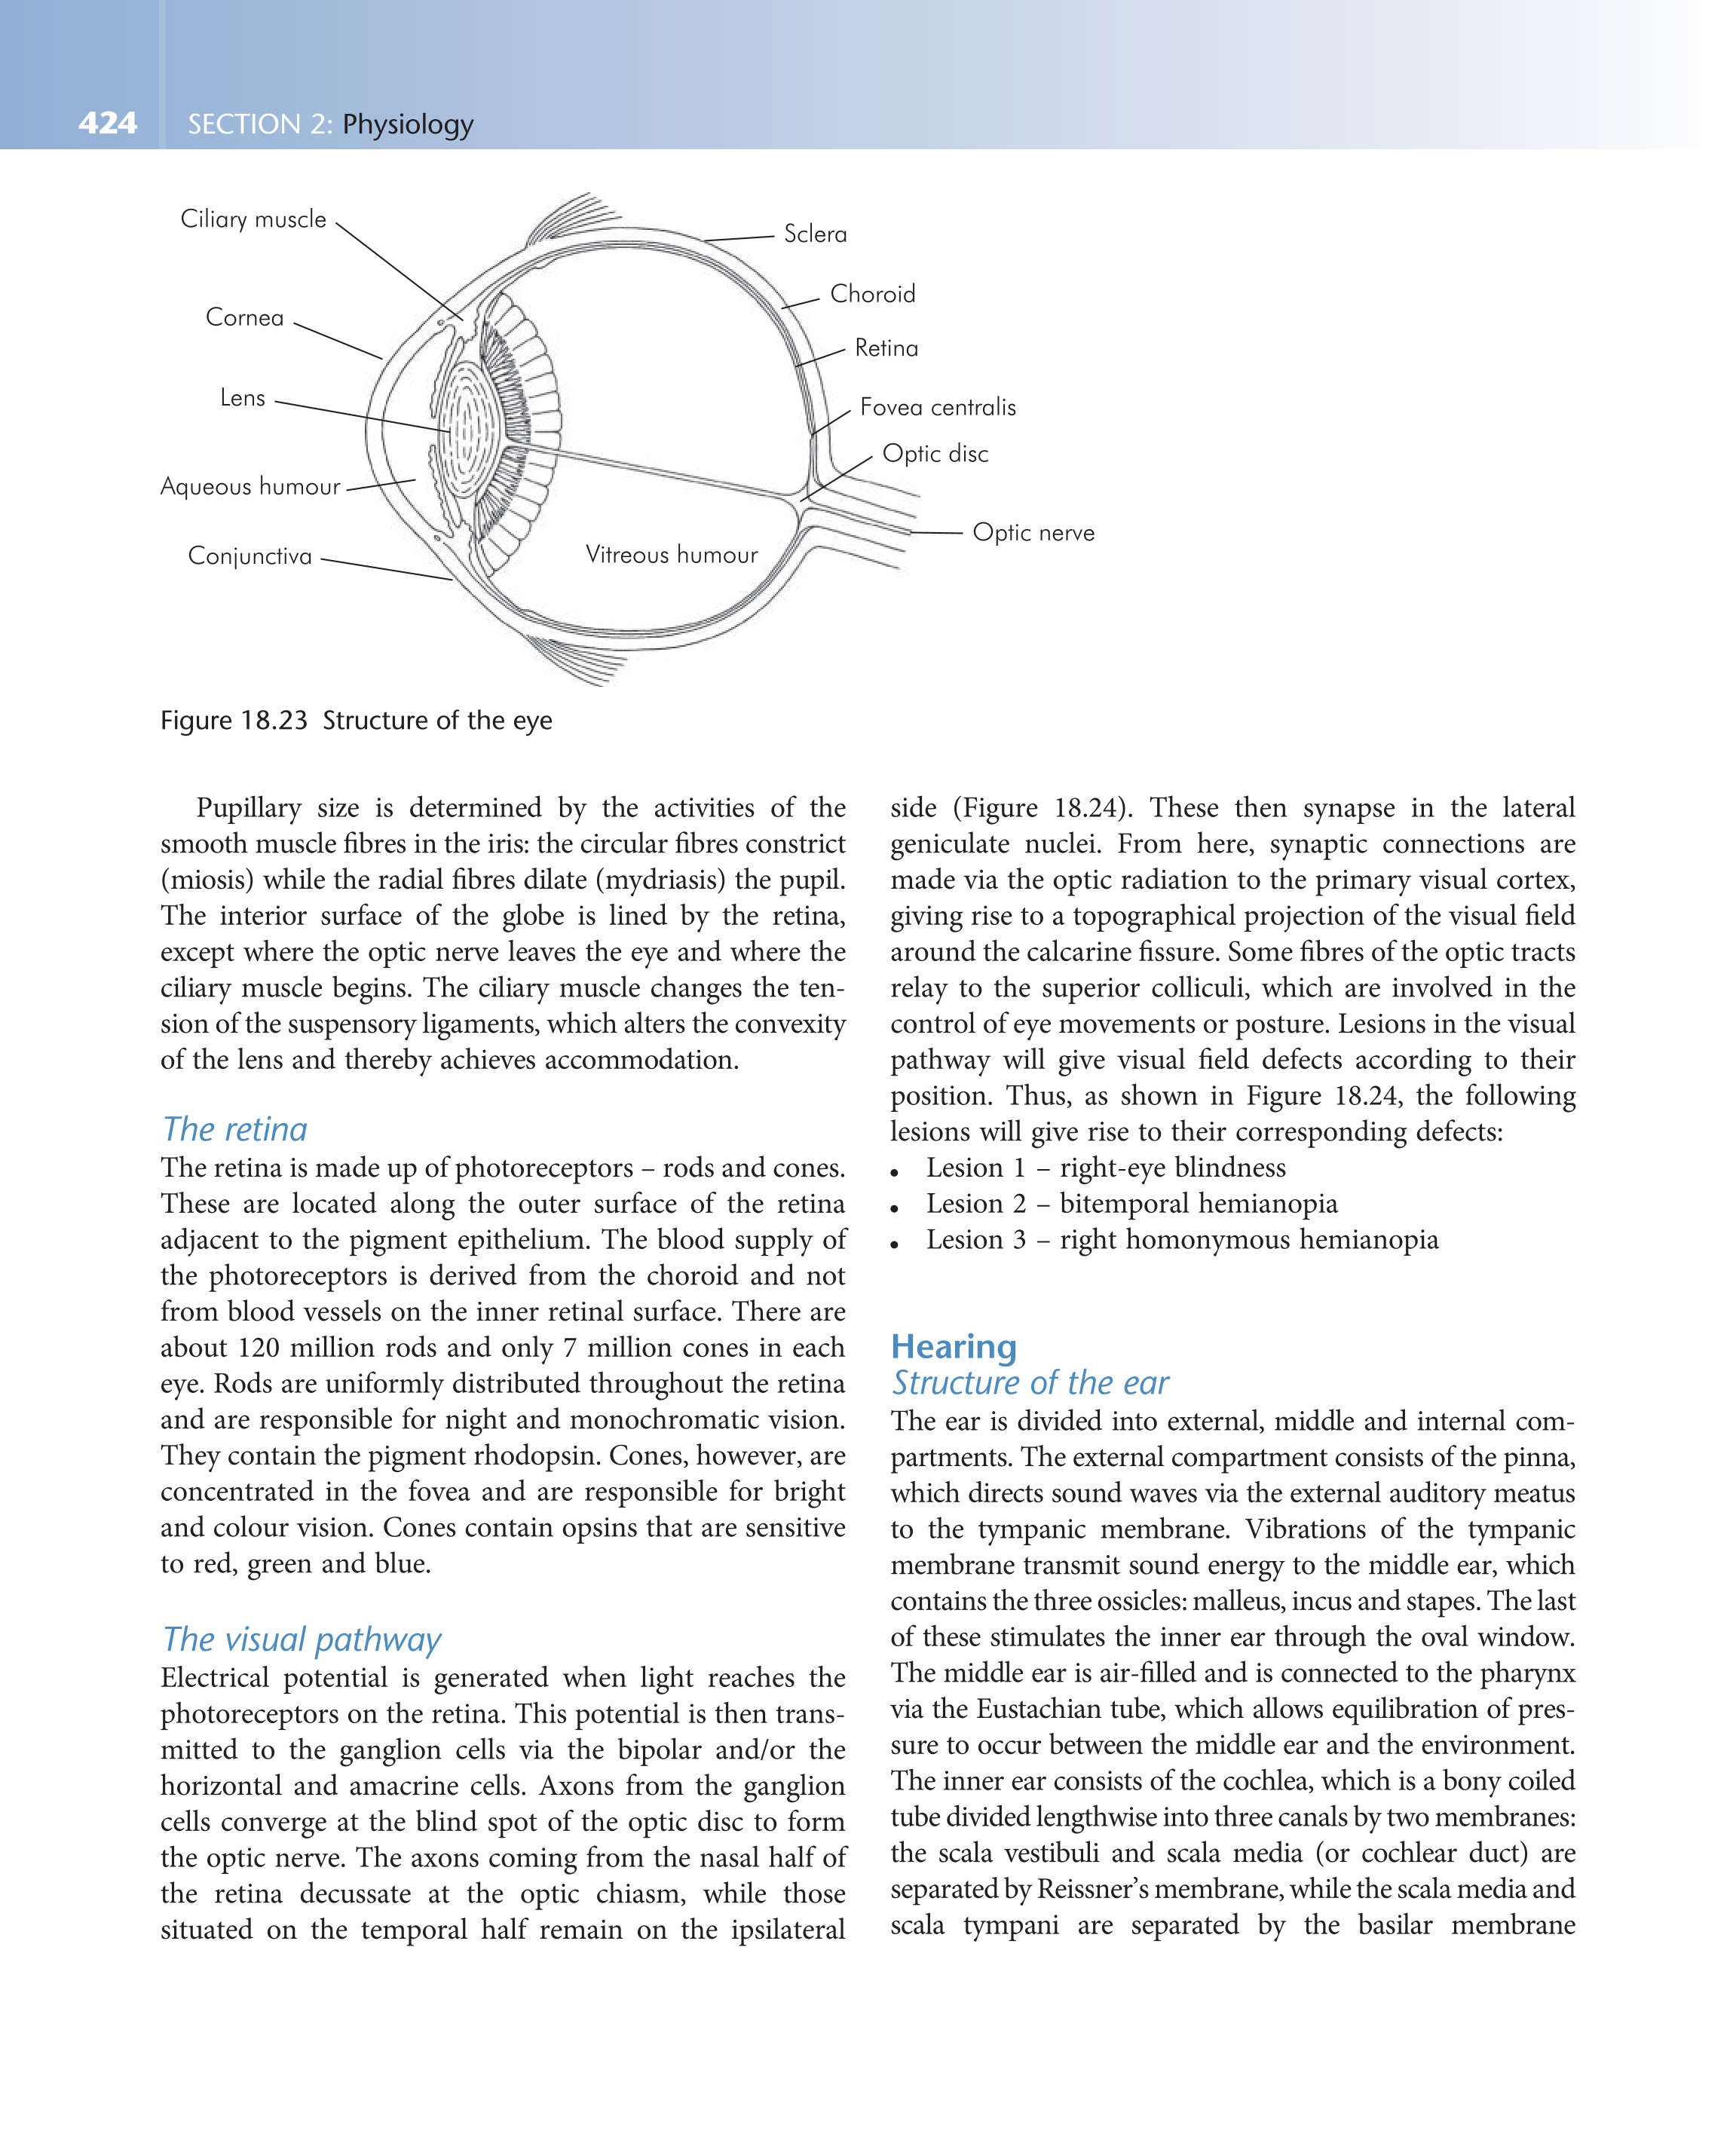 424 SECTION 2: Physiology
Ciliary muscle
Cornea
Lens
Aqueous humour
Conjunctiva
Sclera
Choroid
Retina
Fovea centralis
Optic disc
Optic nerve
Vitreous humour
Figure 18.23 Structure of the eye
Pupillary size is determined by the activities of the
smooth muscle fibres in the iris: the circular fibres constrict
(miosis) while the radial fibres dilate (mydriasis) the pupil.
The interior surface of the globe is lined by the retina,
except where the optic nerve leaves the eye and where the
ciliary muscle begins. The ciliary muscle changes the ten-
sion of the suspensory ligaments, which alters the convexity
of the lens and thereby achieves accommodation.
The retina
The retina is made up of photoreceptors – rods and cones.
These are located along the outer surface of the retina
adjacent to the pigment epithelium. The blood supply of
the photoreceptors is derived from the choroid and not
from blood vessels on the inner retinal surface. There are
about 120 million rods and only 7 million cones in each
eye. Rods are uniformly distributed throughout the retina
and are responsible for night and monochromatic vision.
They contain the pigment rhodopsin. Cones, however, are
concentrated in the fovea and are responsible for bright
and colour vision. Cones contain opsins that are sensitive
to red, green and blue.
The visual pathway
Electrical potential is generated when light reaches the
photoreceptors on the retina. This potential is then trans-
mitted to the ganglion cells via the bipolar and/or the
horizontal and amacrine cells. Axons from the ganglion
cells converge at the blind spot of the optic disc to form
the optic nerve. The axons coming from the nasal half of
the retina decussate at the optic chiasm, while those
situated on the temporal half remain on the ipsilateral
side (Figure 18.24). These then synapse in the lateral
geniculate nuclei. From here, synaptic connections are
made via the optic radiation to the primary visual cortex,
giving rise to a topographical projection of the visual field
around the calcarine fissure. Some fibres of the optic tracts
relay to the superior colliculi, which are involved in the
control of eye movements or posture. Lesions in the visual
pathway will give visual field defects according to their
position. Thus, as shown in Figure 18.24, the following
lesions will give rise to their corresponding defects:
• Lesion 1 – right-eye blindness
• Lesion 2 – bitemporal hemianopia
• Lesion 3 – right homonymous hemianopia
Hearing
Structure of the ear
The ear is divided into external, middle and internal com-
partments. The external compartment consists of the pinna,
which directs sound waves via the external auditory meatus
to the tympanic membrane. Vibrations of the tympanic
membrane transmit sound energy to the middle ear, which
contains the three ossicles: malleus, incus and stapes. The last
of these stimulates the inner ear through the oval window.
The middle ear is air-filled and is connected to the pharynx
via the Eustachian tube, which allows equilibration of pres-
sure to occur between the middle ear and the environment.
The inner ear consists of the cochlea, which is a bony coiled
tube divided lengthwise into three canals by two membranes:
the scala vestibuli and scala media (or cochlear duct) are
separated by Reissner’s membrane, while the scala media and
scala tympani are separated by the basilar membrane